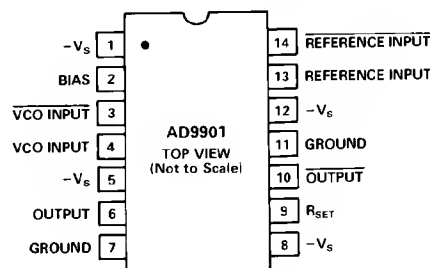 -Vs 1
BIAS 2
VCO INPUT 3
VCO INPUT 4
-Vs 5
OUTPUT 6
GROUND 7
AD9901
TOP VIEW
(Not to Scale)
14 REFERENCE INPUT
13 REFERENCE INPUT
12 -Vs
11 GROUND
10 OUTPUT
9 RSET
8 -Vs